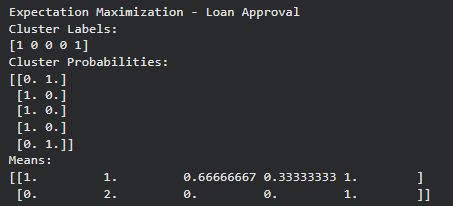 Expectation Maximization - Loan Approval
Cluster Labels:
[1 0 0 0 1]
Cluster Probabilities:
[[0. 1.]
 [1. 0.]
 [1. 0.]
 [1. 0.]
 [0. 1.]]
Means:
[[1.         1.         0.66666667 0.33333333 1.        ]
 [0.         2.         0.         0.         1.        ]]